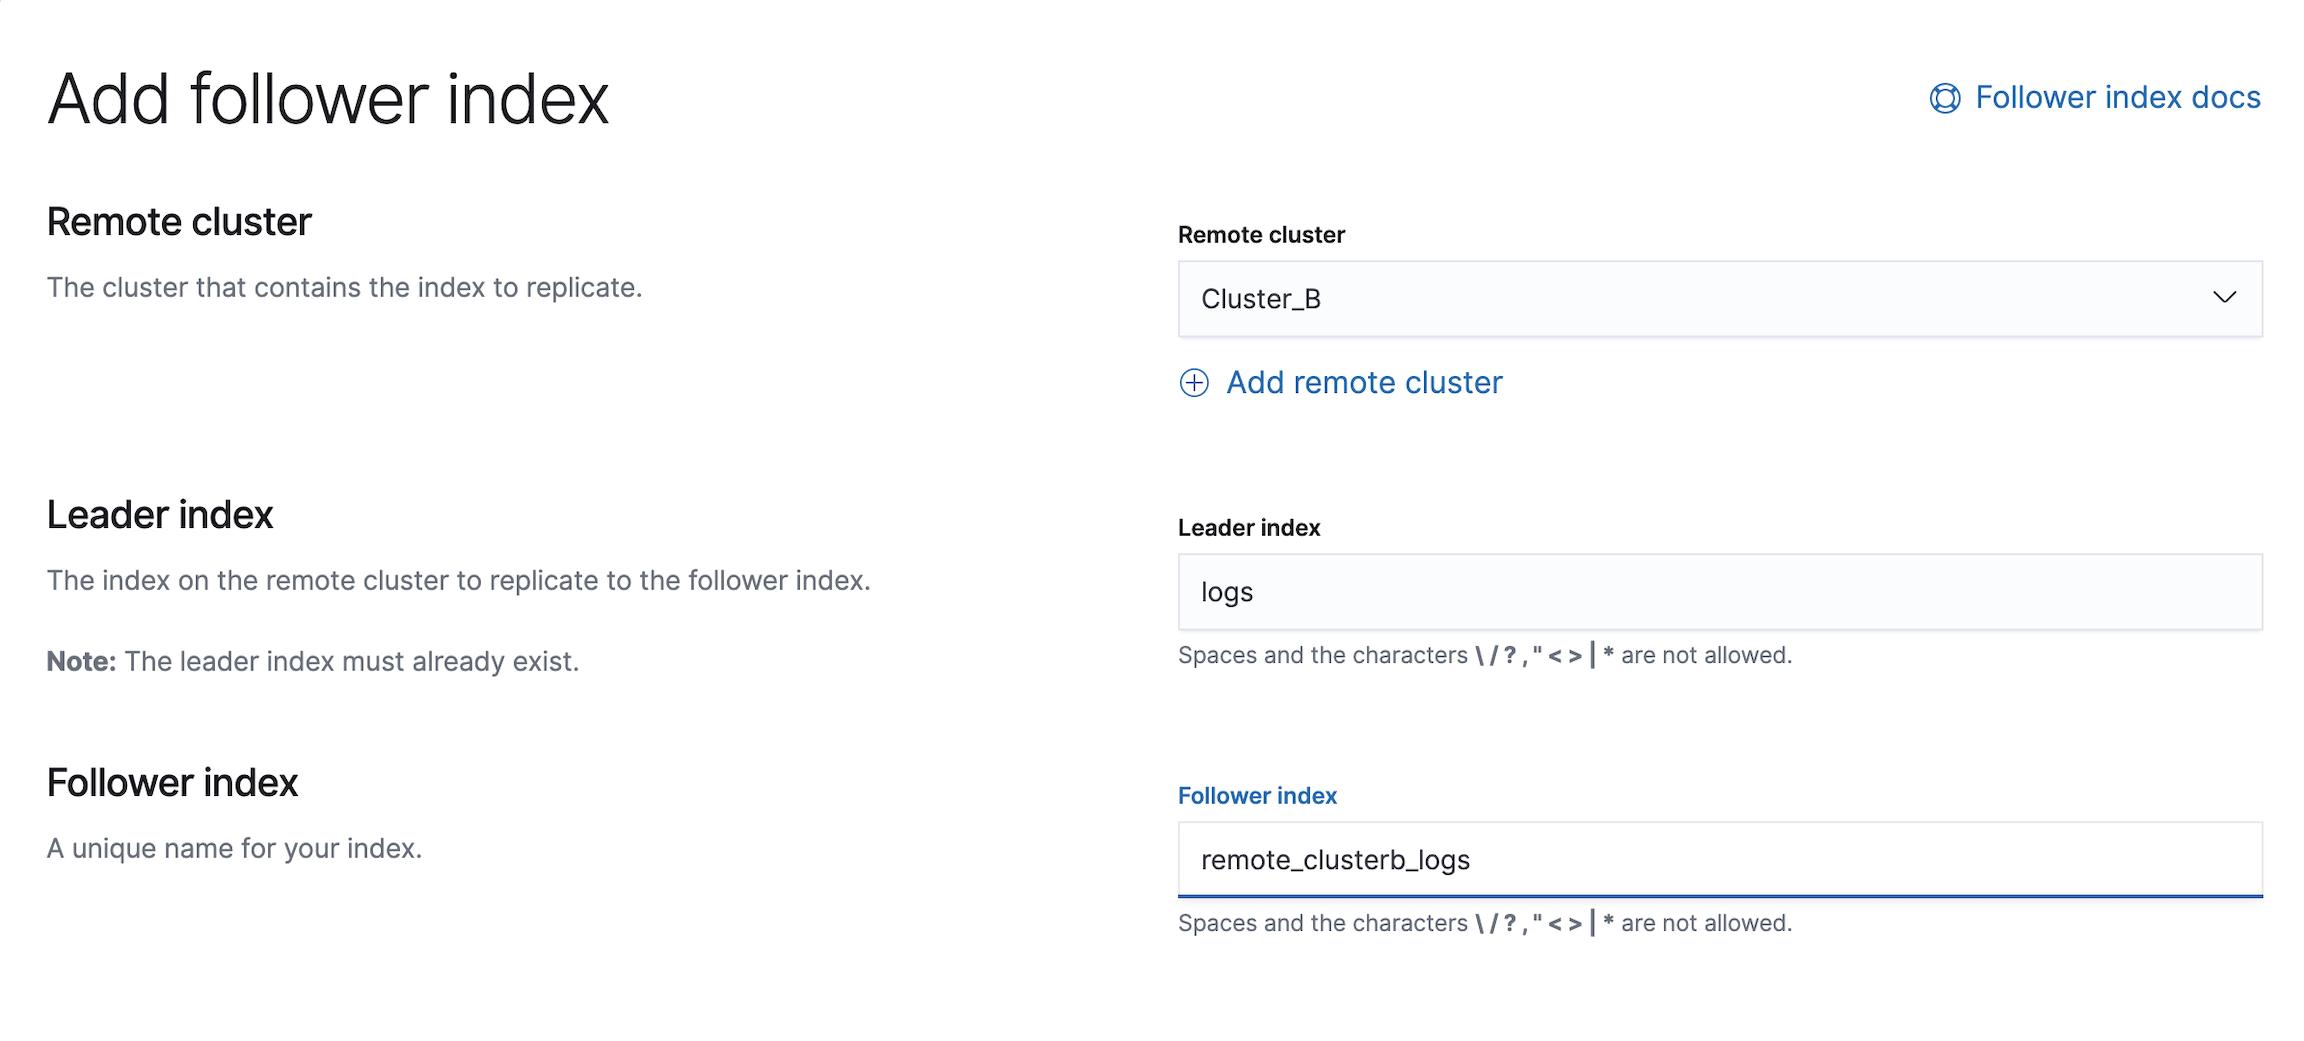 Add follower index
Follower index docs
Remote cluster
The cluster that contains the index to replicate.
Remote cluster
Cluster_B
Add remote cluster
Leader index
The index on the remote cluster to replicate to the follower index.
Note: The leader index must already exist.
Leader index
logs
Spaces and the characters \ / ? , " < > | * are not allowed.
Follower index
A unique name for your index.
Follower index
remote_clusterb_logs
Spaces and the characters \ / ? , " < > | * are not allowed.